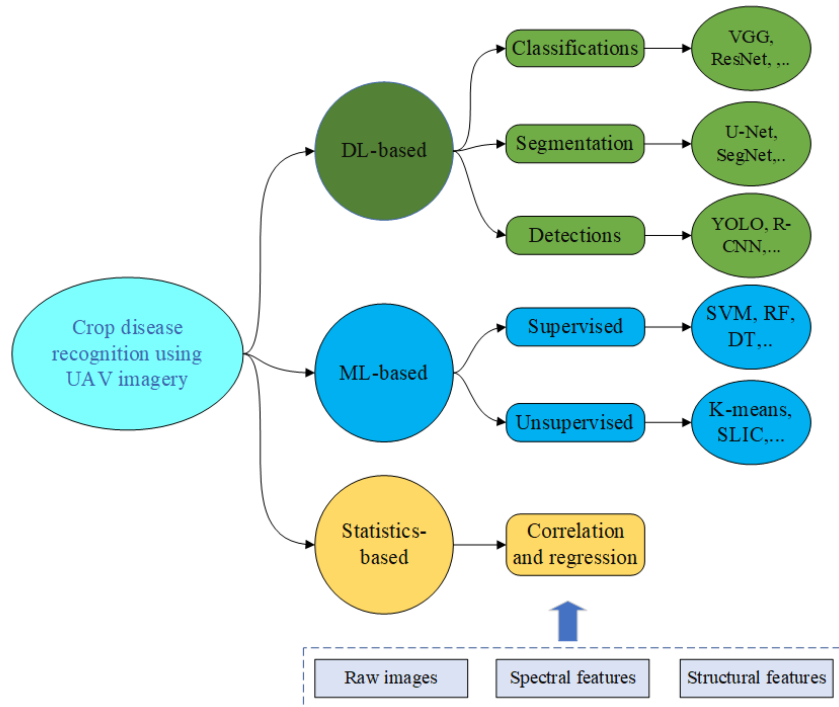 Classifications
VGG,
ResNet, ,..
DL-based
Segmentation
U-Net,
SegNet,..
Detections
YOLO, R-
CNN,...
Crop disease
recognition using
UAV imagery
ML-based
Supervised
SVM, RF,
DT,..
Unsupervised
K-means,
SLIC,...
Statistics-
based
Correlation
and regression
Raw images
Spectral features
Structural features